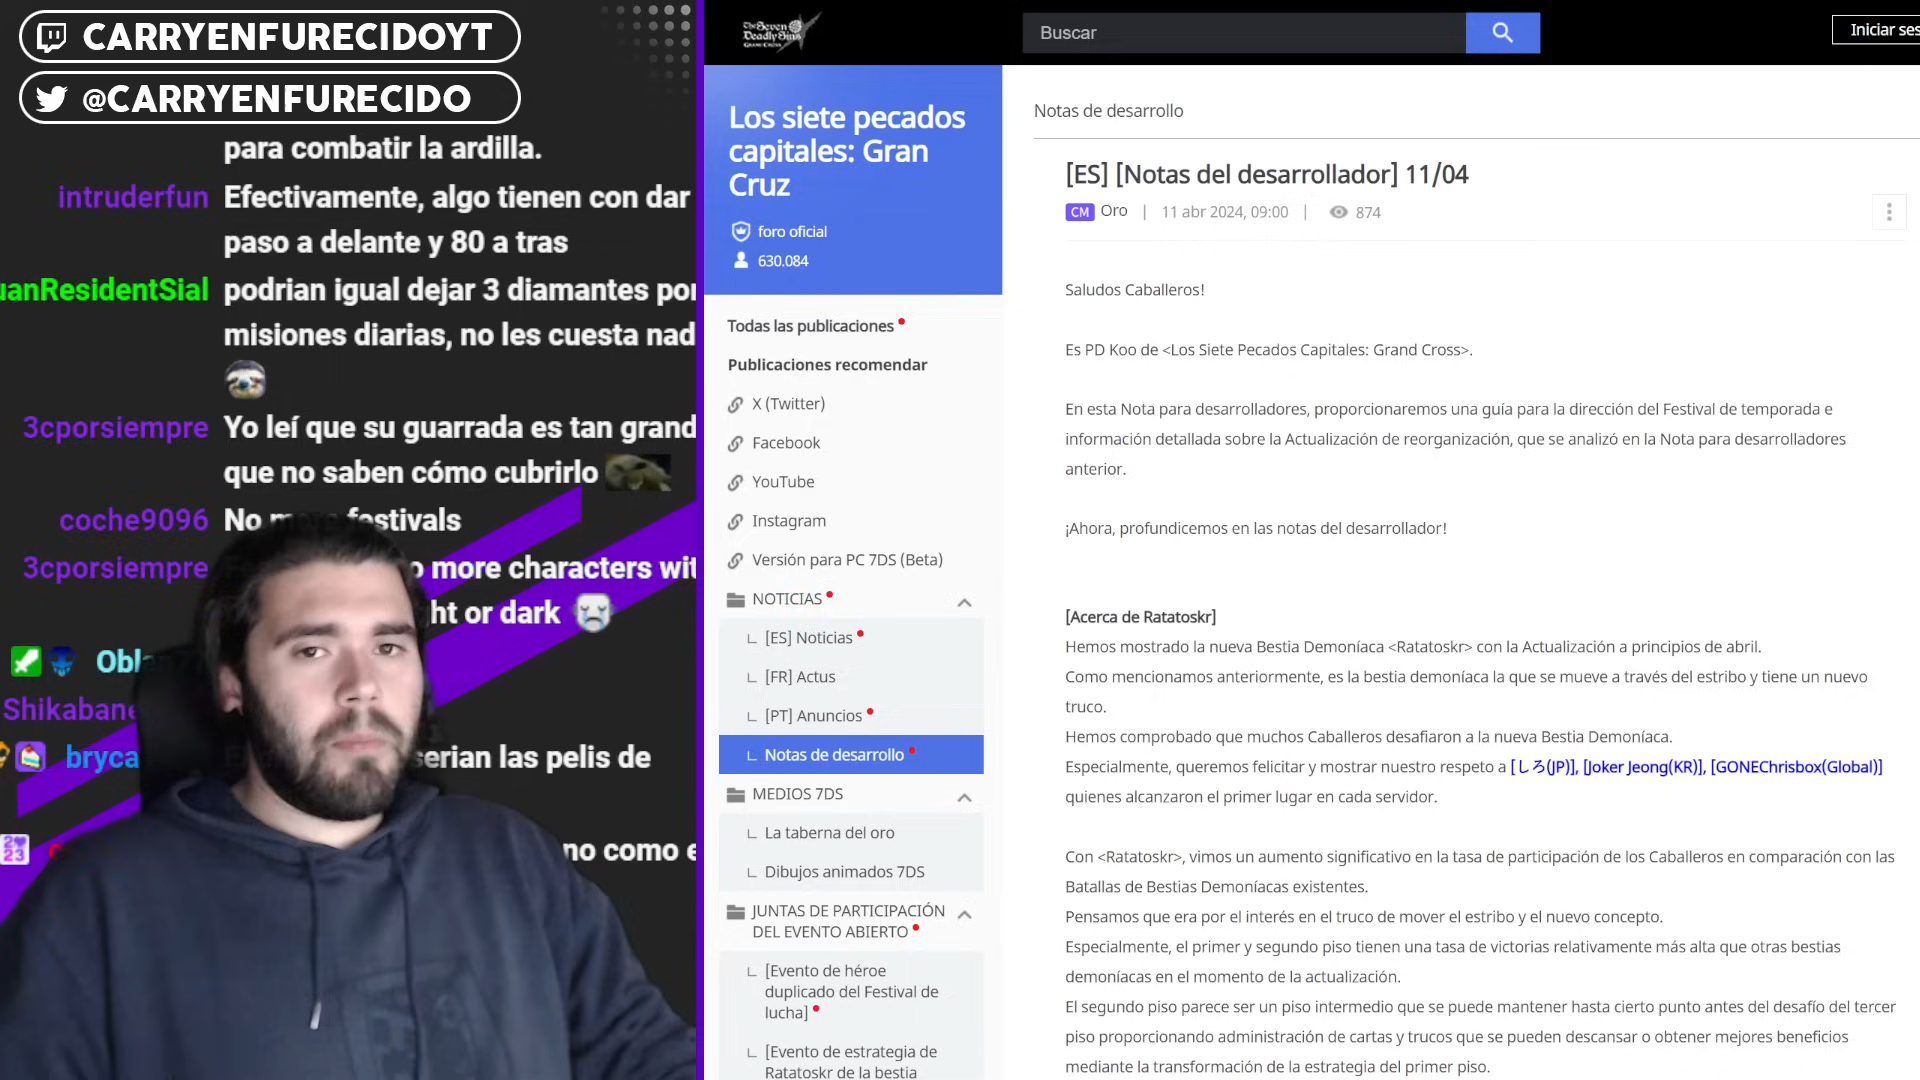 CARRYENFURECIDOYT
@CARRYENFURECIDO
para combatir la ardilla.
intruderfun Efectivamente, algo tienen con dar
paso a delante y 80 a tras
uanResidentSial podrian igual dejar 3 diamantes por
misiones diarias, no les cuesta nad
3cporsiempre Yo leí que su guarrada es tan grand
que no saben cómo cubrirlo
coche9096 No more festivals
3cporsiempre more characters wit
ht or dark
Shikabane
bryca serian las pelis de
no como e
The Seven
Deadly Sins
GRAND CROSS
Buscar
Iniciar ses
Los siete pecados
capitales: Gran
Cruz
foro oficial
630.084
Todas las publicaciones
Publicaciones recomendar
X (Twitter)
Facebook
YouTube
Instagram
Versión para PC 7DS (Beta)
NOTICIAS
[ES] Noticias
[FR] Actus
[PT] Anuncios
Notas de desarrollo
MEDIOS 7DS
La taberna del oro
Dibujos animados 7DS
JUNTAS DE PARTICIPACIÓN
DEL EVENTO ABIERTO
[Evento de héroe
duplicado del Festival de
lucha]
[Evento de estrategia de
Ratatoskr de la bestia
Notas de desarrollo
[ES] [Notas del desarrollador] 11/04
CM Oro | 11 abr 2024, 09:00 | 874
Saludos Caballeros!
Es PD Koo de <Los Siete Pecados Capitales: Grand Cross>.
En esta Nota para desarrolladores, proporcionaremos una guía para la dirección del Festival de temporada e
información detallada sobre la Actualización de reorganización, que se analizó en la Nota para desarrolladores
anterior.
¡Ahora, profundicemos en las notas del desarrollador!
[Acerca de Ratatoskr]
Hemos mostrado la nueva Bestia Demoníaca <Ratatoskr> con la Actualización a principios de abril.
Como mencionamos anteriormente, es la bestia demoníaca la que se mueve a través del estribo y tiene un nuevo
truco.
Hemos comprobado que muchos Caballeros desafiaron a la nueva Bestia Demoníaca.
Especialmente, queremos felicitar y mostrar nuestro respeto a [しろ(JP)], [Joker Jeong(KR)], [GONEChrisbox(Global)]
quienes alcanzaron el primer lugar en cada servidor.
Con <Ratatoskr>, vimos un aumento significativo en la tasa de participación de los Caballeros en comparación con las
Batallas de Bestias Demoníacas existentes.
Pensamos que era por el interés en el truco de mover el estribo y el nuevo concepto.
Especialmente, el primer y segundo piso tienen una tasa de victorias relativamente más alta que otras bestias
demoníacas en el momento de la actualización.
El segundo piso parece ser un piso intermedio que se puede mantener hasta cierto punto antes del desafío del tercer
piso proporcionando administración de cartas y trucos que se pueden descansar o obtener mejores beneficios
mediante la transformación de la estrategia del primer piso.